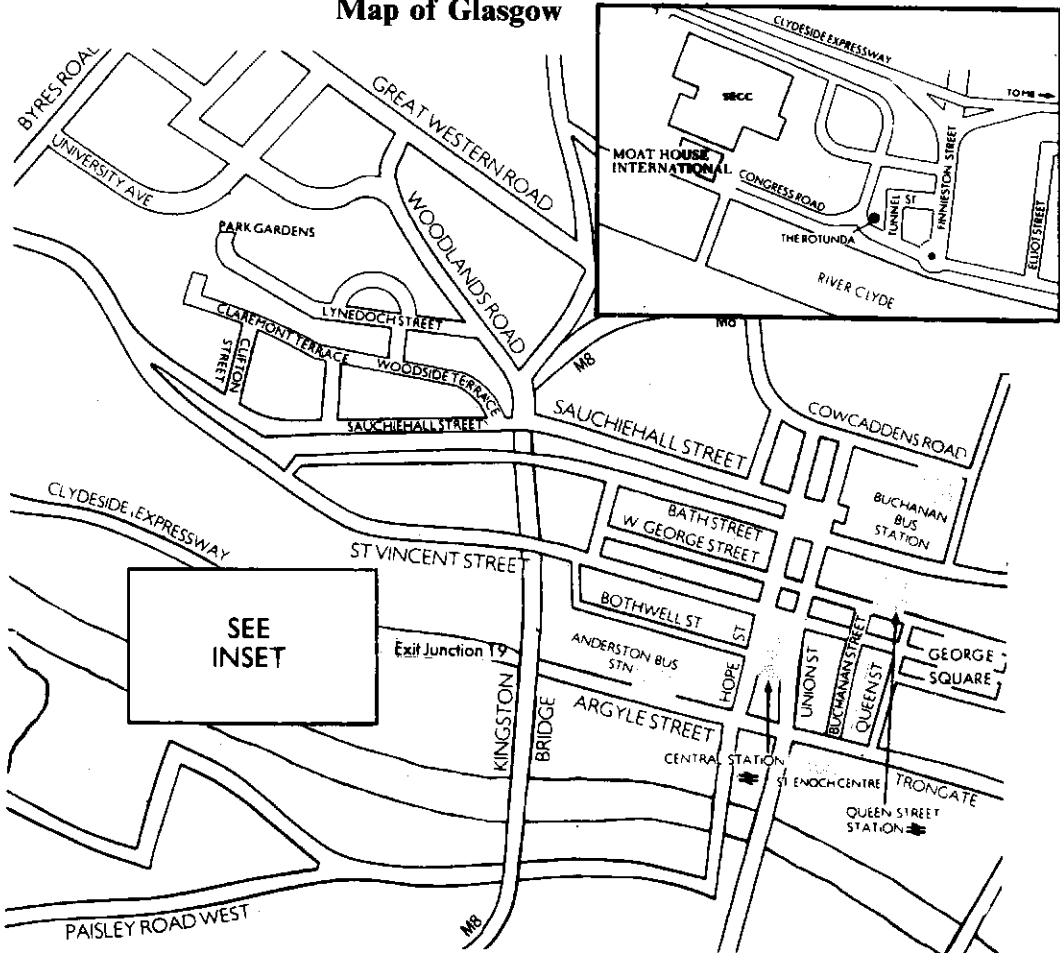 Map of Glasgow
CLYDESIDE EXPRESSWAY
SECC
TO M8
MOAT HOUSE
INTERNATIONAL
CONGRESS ROAD
TUNNEL
ST
FINNIESTON STREET
ELLIOT STREET
THE ROTUNDA
RIVER CLYDE
BYRES ROAD
GREAT WESTERN ROAD
UNIVERSITY AVE
WOODLANDS ROAD
PARK GARDENS
LYNEDOCH STREET
CLAREMONT TERRACE
CLIFTON
STREET
WOODSIDE TERRACE
M8
M8
SAUCHIEHALL STREET
SAUCHIEHALL STREET
COWCADDENS ROAD
BUCHANAN
BUS
STATION
BATH STREET
W GEORGE STREET
CLYDESIDE EXPRESSWAY
ST VINCENT STREET
BOTHWELL ST
SEE
INSET
Exit Junction 19
ANDERSTON BUS
STN
HOPE ST
UNION ST
BUCHANAN STREET
QUEEN ST
GEORGE
SQUARE
ARGYLE STREET
KINGSTON
BRIDGE
CENTRAL STATION
ST ENOCH CENTRE
TRONGATE
QUEEN STREET
STATION
PAISLEY ROAD WEST
M8